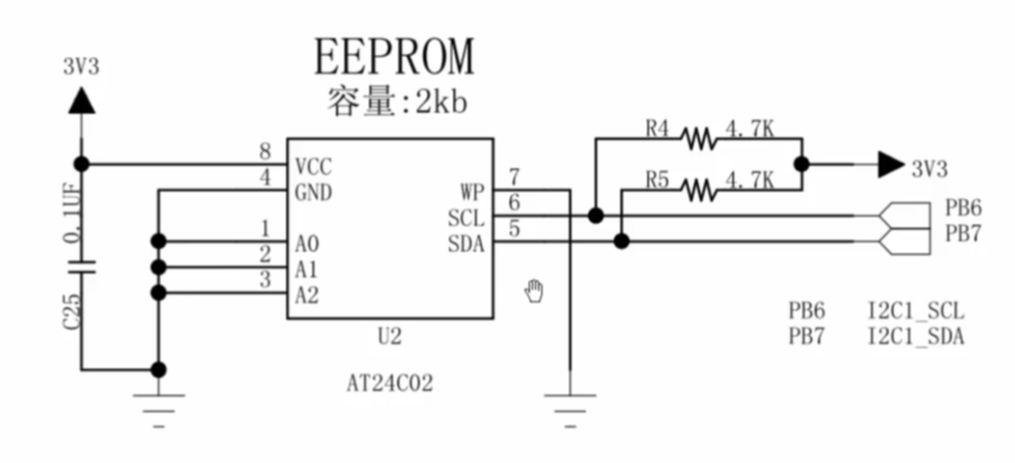 EEPROM
容量:2kb
3V3
8
VCC
4
GND
0.1UF
1
A0
2
A1
3
A2
C25
WP
7
SCL
6
SDA
5
R4
4.7K
R5
4.7K
3V3
PB6
PB7
U2
AT24C02
PB6 I2C1_SCL
PB7 I2C1_SDA